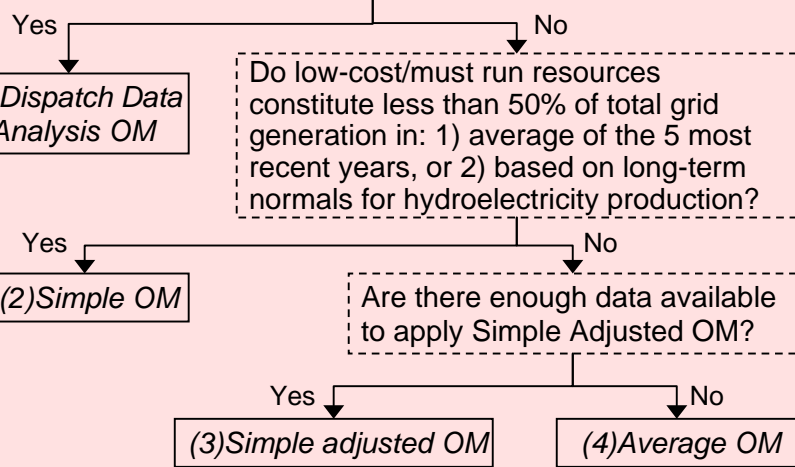 Yes
No
Dispatch Data
Analysis OM
Do low-cost/must run resources
constitute less than 50% of total grid
generation in: 1) average of the 5 most
recent years, or 2) based on long-term
normals for hydroelectricity production?
Yes
No
(2)Simple OM
Are there enough data available
to apply Simple Adjusted OM?
Yes
No
(3)Simple adjusted OM
(4)Average OM